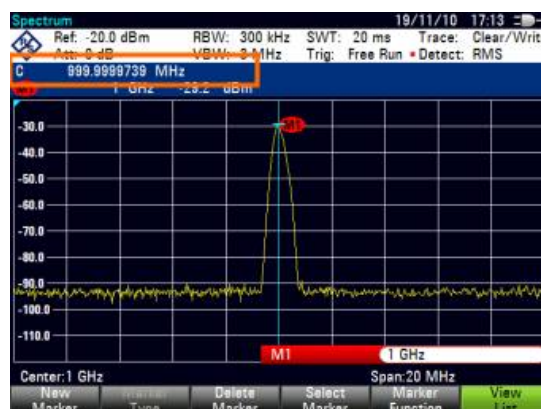 Spectrum 19/11/10 17:13
Ref: -20.0 dBm RBW: 300 kHz SWT: 20 ms Trace: Clear/Writ
Att: 0 dB VBW: 3 MHz Trig: Free Run • Detect: RMS
C 999.9999739 MHz
M1 1 GHz -29.2 dBm
M1
-30.0
-40.0
-50.0
-60.0
-70.0
-80.0
-90.0
-100.0
-110.0
M1 1 GHz
Center:1 GHz Span:20 MHz
New Delete Select Marker View
Marker Type Marker Marker Function List